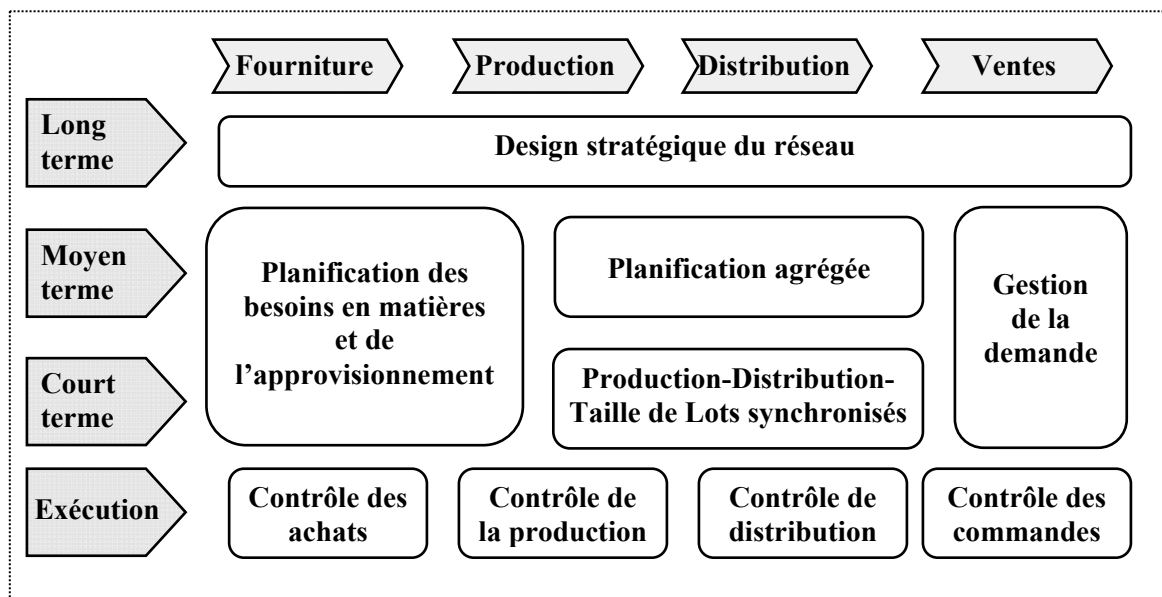 Fourniture
Production
Distribution
Ventes
Long
terme
Design stratégique du réseau
Moyen
terme
Planification des
besoins en matières
et de
l’approvisionnement
Planification agrégée
Gestion
de la
demande
Court
terme
Production-Distribution-
Taille de Lots synchronisés
Exécution
Contrôle des
achats
Contrôle de
la production
Contrôle de
distribution
Contrôle des
commandes